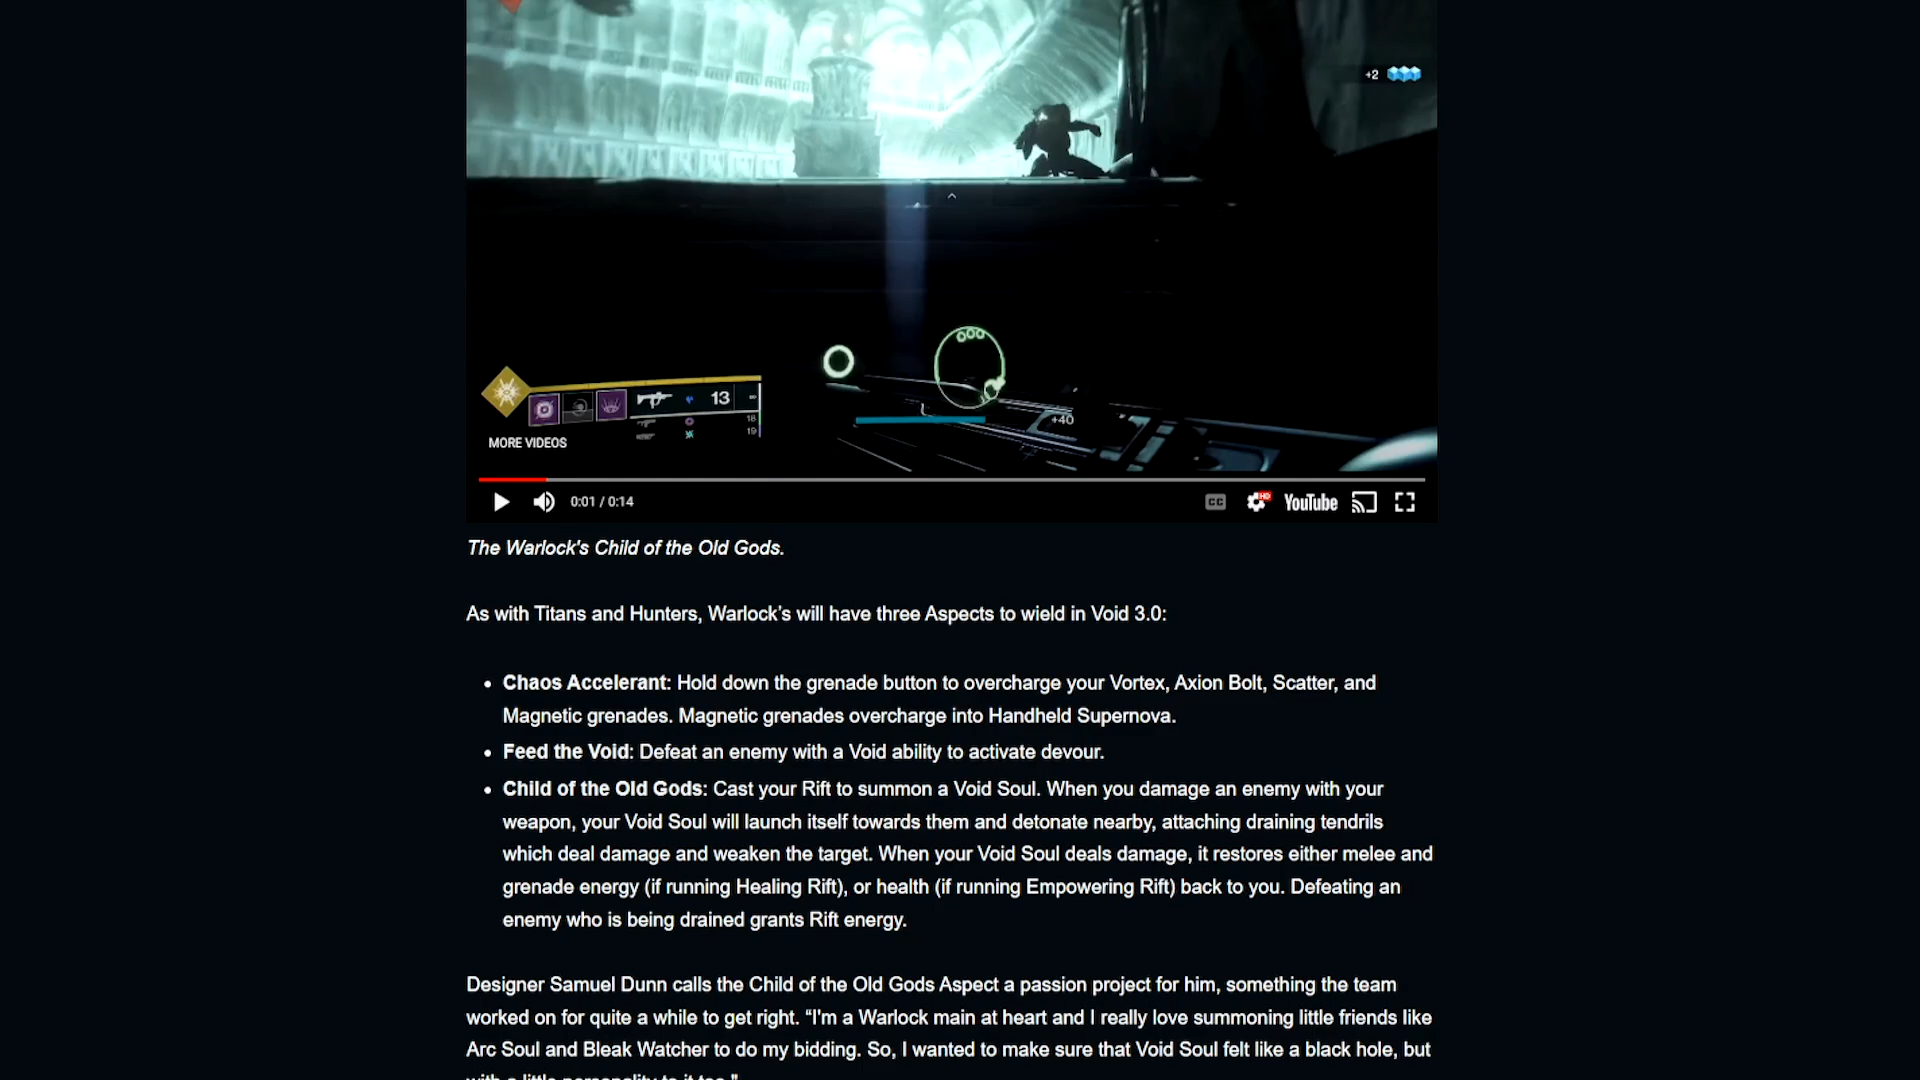 +2
13
18
19
+40
MORE VIDEOS
0:01 / 0:14
CC
HD
YouTube
The Warlock's Child of the Old Gods.
As with Titans and Hunters, Warlock’s will have three Aspects to wield in Void 3.0:
• Chaos Accelerant: Hold down the grenade button to overcharge your Vortex, Axion Bolt, Scatter, and
Magnetic grenades. Magnetic grenades overcharge into Handheld Supernova.
• Feed the Void: Defeat an enemy with a Void ability to activate devour.
• Child of the Old Gods: Cast your Rift to summon a Void Soul. When you damage an enemy with your
weapon, your Void Soul will launch itself towards them and detonate nearby, attaching draining tendrils
which deal damage and weaken the target. When your Void Soul deals damage, it restores either melee and
grenade energy (if running Healing Rift), or health (if running Empowering Rift) back to you. Defeating an
enemy who is being drained grants Rift energy.
Designer Samuel Dunn calls the Child of the Old Gods Aspect a passion project for him, something the team
worked on for quite a while to get right. “I'm a Warlock main at heart and I really love summoning little friends like
Arc Soul and Bleak Watcher to do my bidding. So, I wanted to make sure that Void Soul felt like a black hole, but
with a little personality to it too.”